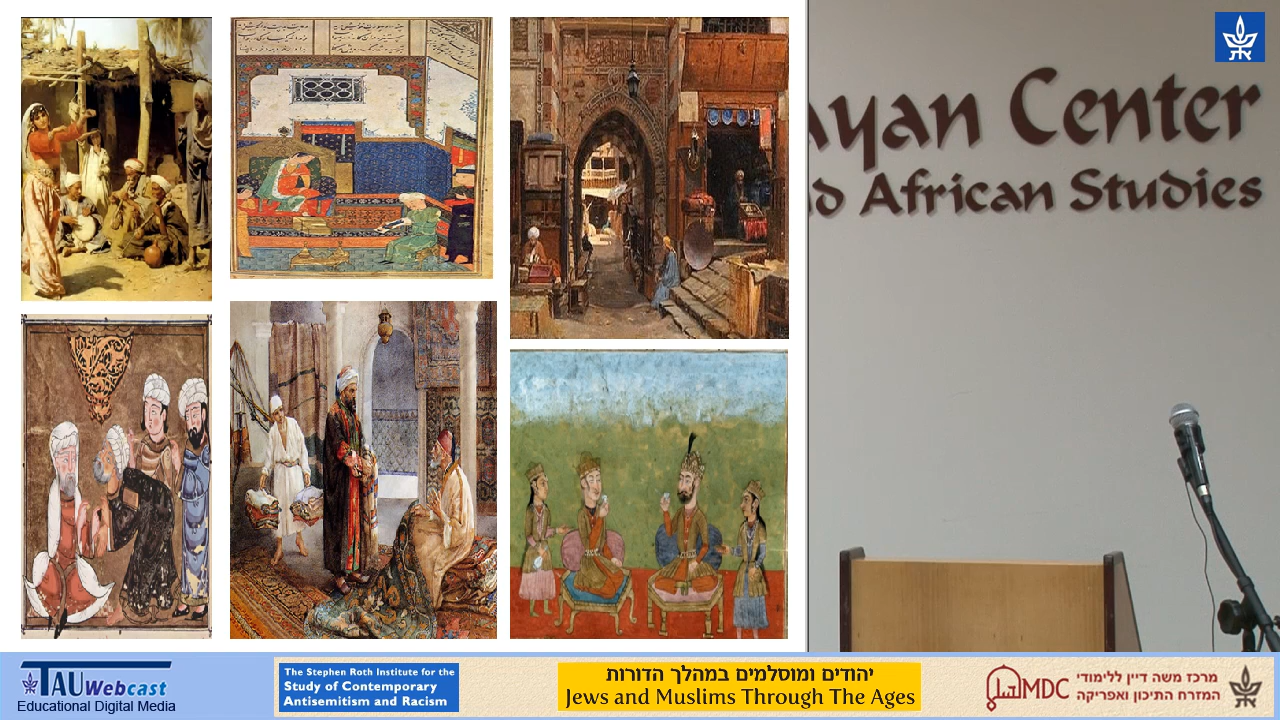 את
ayan Center
d African Studies
TAU Webcast
Educational Digital Media
The Stephen Roth Institute for the
Study of Contemporary
Antisemitism and Racism
יהודים ומוסלמים במהלך הדורות
Jews and Muslims Through The Ages
MDC
מרכז משה דיין ללימודי
המזרח התיכון ואפריקה